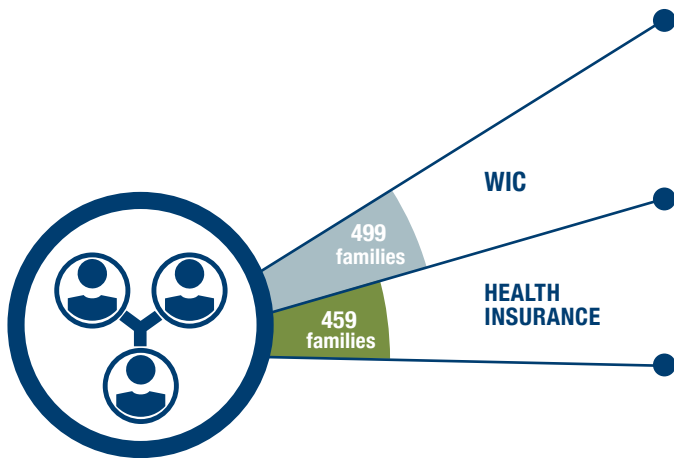 WIC
499
families
HEALTH
INSURANCE
459
families